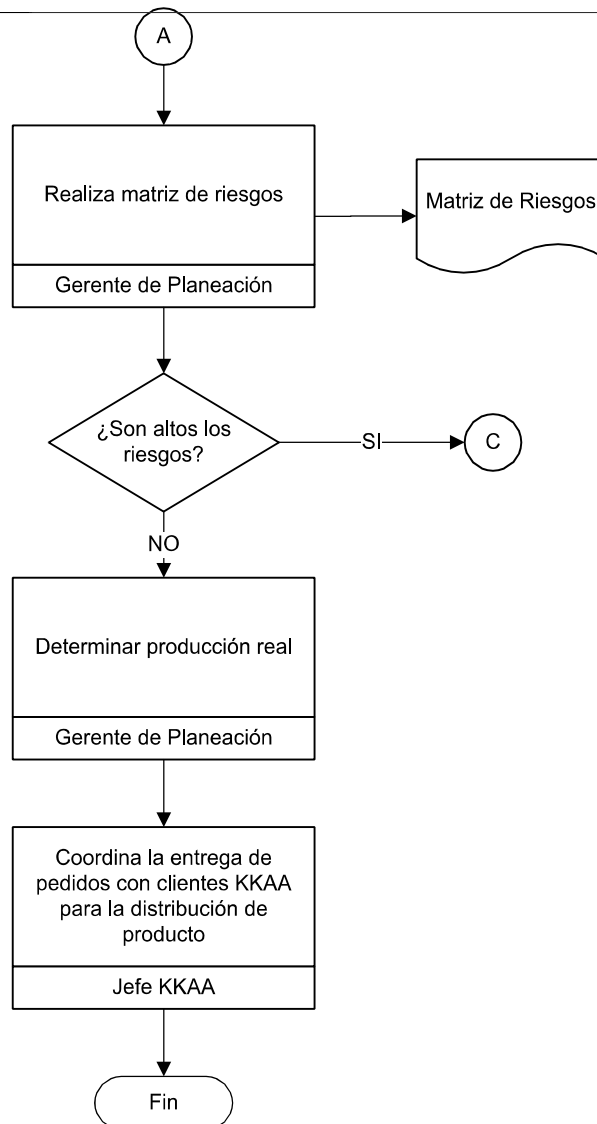 A
Realiza matriz de riesgos
Gerente de Planeación
Matriz de Riesgos
¿Son altos los
riesgos?
SI
C
NO
Determinar producción real
Gerente de Planeación
Coordina la entrega de
pedidos con clientes KKAA
para la distribución de
producto
Jefe KKAA
Fin